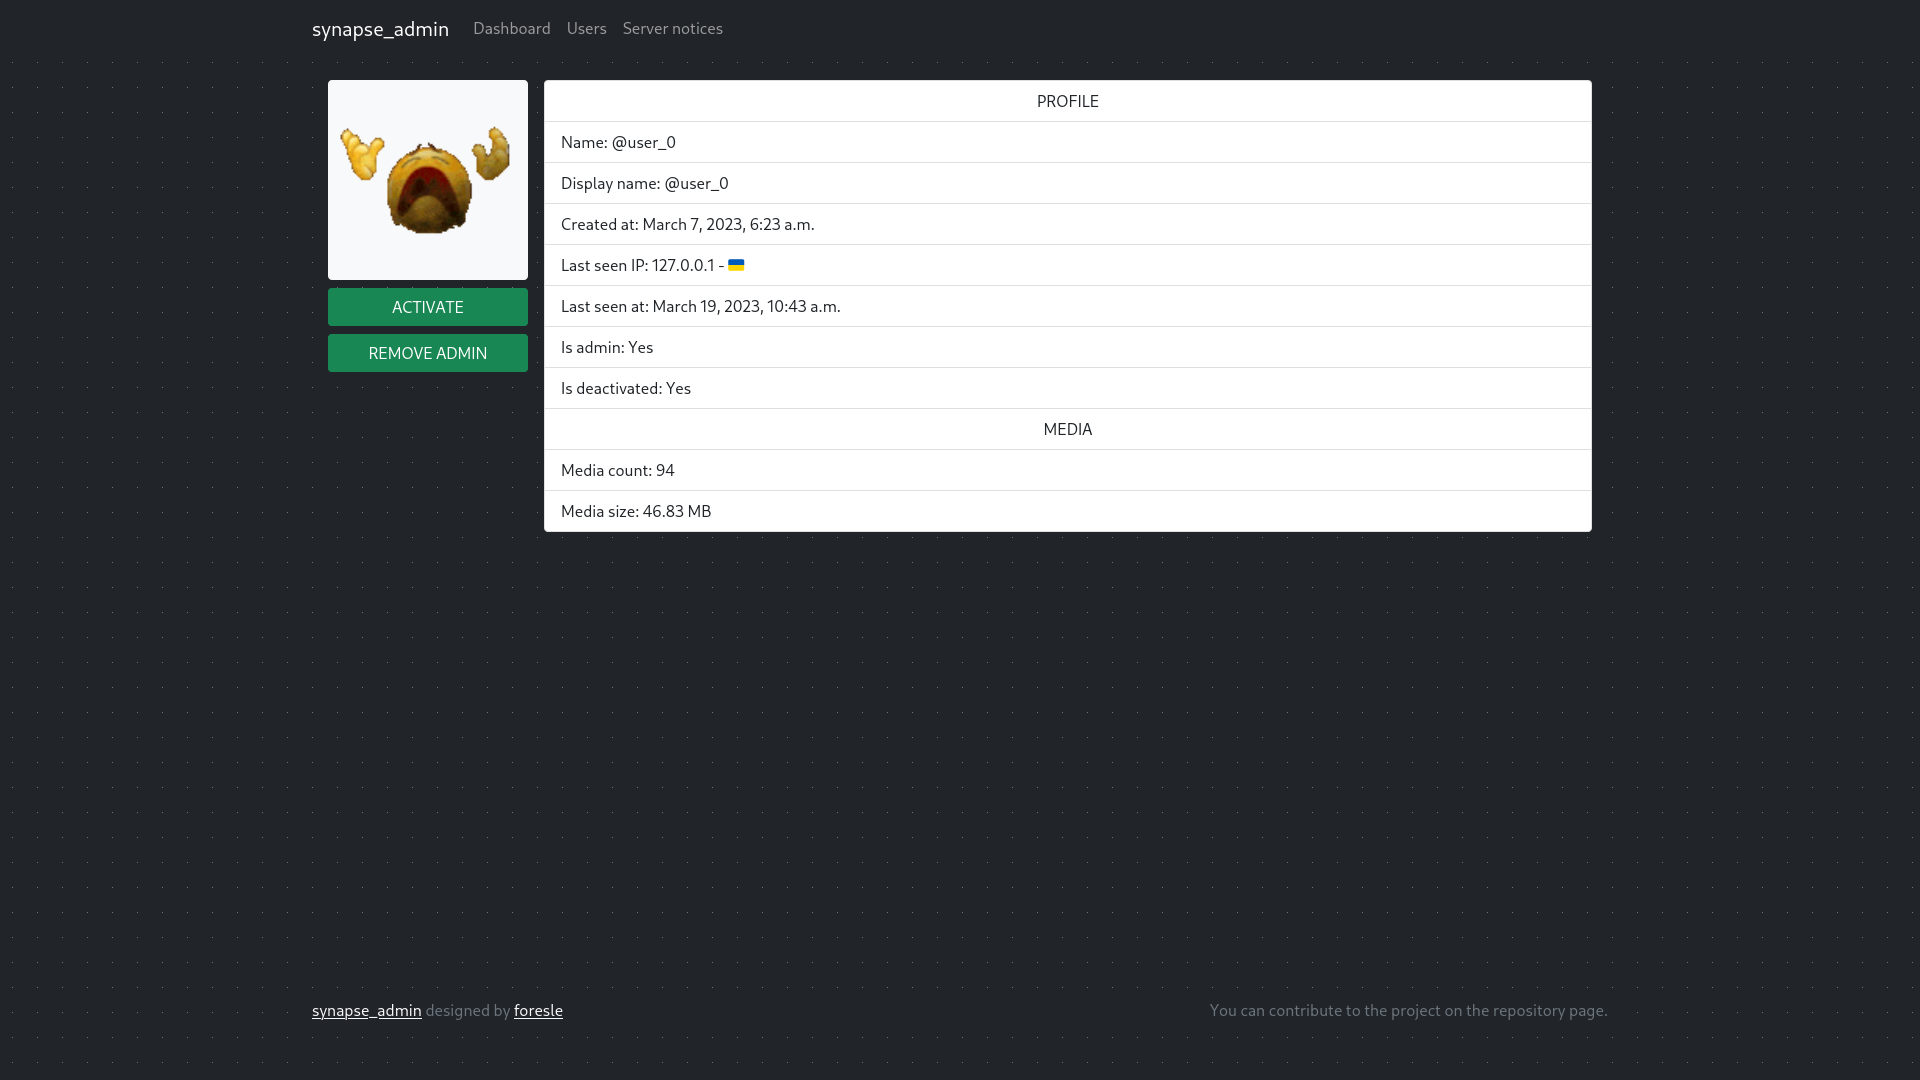 synapse_admin Dashboard Users Server notices
ACTIVATE
REMOVE ADMIN
PROFILE
Name: @user_0
Display name: @user_0
Created at: March 7, 2023, 6:23 a.m.
Last seen IP: 127.0.0.1 - 🇺🇦
Last seen at: March 19, 2023, 10:43 a.m.
Is admin: Yes
Is deactivated: Yes
MEDIA
Media count: 94
Media size: 46.83 MB
synapse_admin designed by foresle
You can contribute to the project on the repository page.